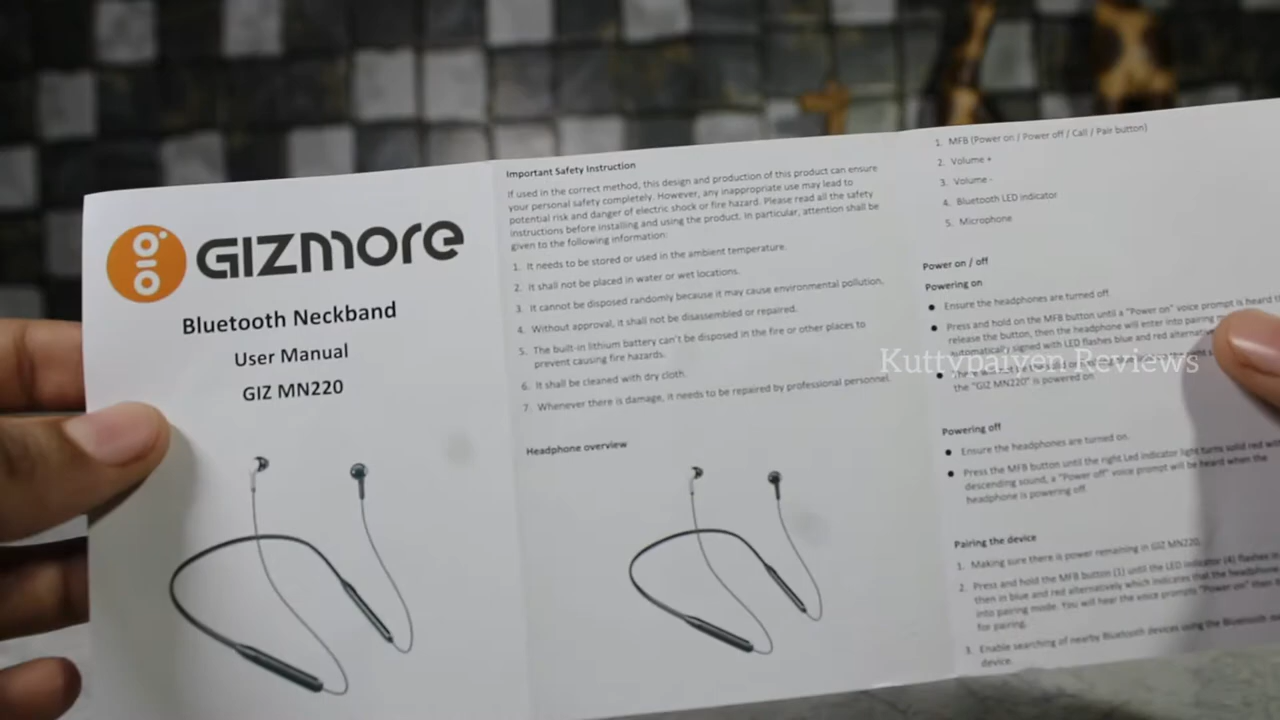 GIZMORE
Bluetooth Neckband
User Manual
GIZ MN220
Important Safety Instruction
If used in the correct method, this design and production of this product can ensure
your personal safety completely. However, any inappropriate use may lead to
potential risk and danger of electric shock or fire hazard. Please read all the safety
instructions before installing and using the product. In particular, attention shall be
given to the following information:
1. It needs to be stored or used in the ambient temperature.
2. It shall not be placed in water or wet locations.
3. It cannot be disposed randomly because it may cause environmental pollution.
4. Without approval, it shall not be disassembled or repaired.
5. The built-in lithium battery can't be disposed in the fire or other places to
prevent causing fire hazards.
6. It shall be cleaned with dry cloth.
7. Whenever there is damage, it needs to be repaired by professional personnel.
Headphone overview
1. MFB (Power on / Power off / Call / Pair button)
2. Volume +
3. Volume -
4. Bluetooth LED indicator
5. Microphone
Power on / off
Powering on
● Ensure the headphones are turned off.
● Press and hold on the MFB button until a "Power on" voice prompt is heard
release the button, then the headphone will enter into pairing
automatically signed with LED flashes blue and red
the "GIZ MN220" is powered on
Kuttypaiyen Reviews
Powering off
● Ensure the headphones are turned on.
● Press the MFB button until the right Led indicator light turns solid red
descending sound, a "Power off" voice prompt will be heard when the
headphone is powering off.
Pairing the device
1. Making sure there is power remaining in GIZ MN220.
2. Press and hold the MFB button (1) until the LED indicator (4) flashes
then in blue and red alternatively which indicates that the headphone
into pairing mode. You will hear the voice prompts "Power on"
for pairing.
3. Enable searching of nearby Bluetooth devices using the Bluetooth
device.